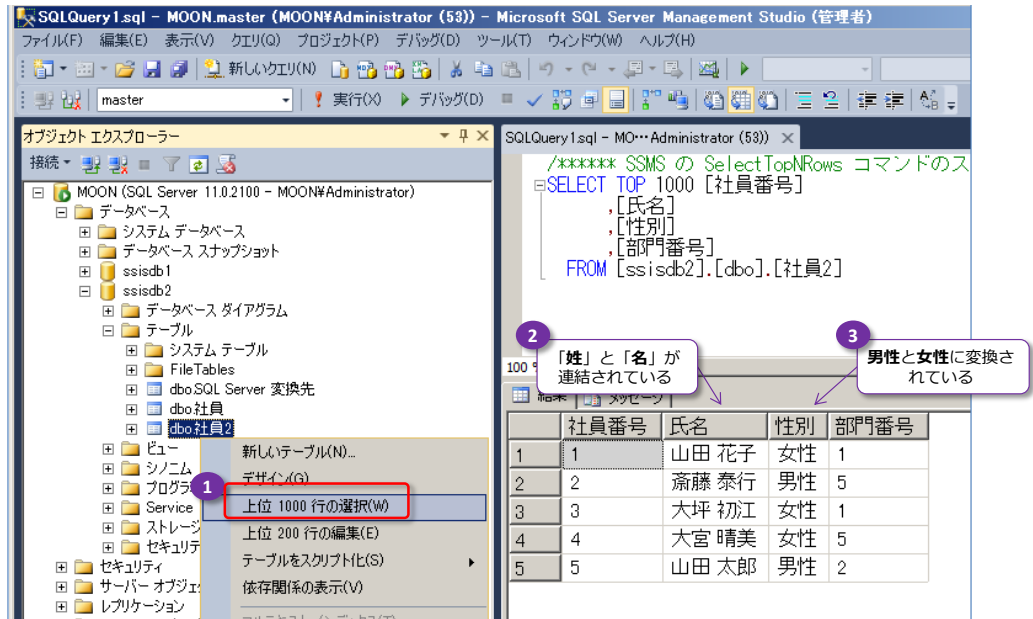 SQLQuery1.sql - MOON.master (MOON¥Administrator (53)) - Microsoft SQL Server Management Studio (管理者)
ファイル(F) 編集(E) 表示(V) クエリ(Q) プロジェクト(P) デバッグ(D) ツール(T) ウィンドウ(W) ヘルプ(H)
新しいクエリ(N)
master
実行(X)
デバッグ(D)
オブジェクト エクスプローラー
接続
MOON (SQL Server 11.0.2100 - MOON¥Administrator)
データベース
システム データベース
データベース スナップショット
ssisdb1
ssisdb2
データベース ダイアグラム
テーブル
システム テーブル
FileTables
dbo.SQL Server 変換先
dbo.社員
dbo.社員2
ビュー
シノニム
プログラ
Service
ストレージ
セキュリテ
セキュリティ
サーバー オブジェ
レプリケーション
1
新しいテーブル(N)...
デザイン(G)
上位 1000 行の選択(W)
上位 200 行の編集(E)
テーブルをスクリプト化(S)
依存関係の表示(V)
SQLQuery1.sql - MO...Administrator (53))
/****** SSMS の SelectTopNRows コマンドのス
SELECT TOP 1000 [社員番号]
,[氏名]
,[性別]
,[部門番号]
FROM [ssisdb2].[dbo].[社員2]
2
「姓」と「名」が
連結されている
3
男性と女性に変換さ
れている
100
結果
メッセージ
社員番号 氏名 性別 部門番号
1 1 山田 花子 女性 1
2 2 斎藤 泰行 男性 5
3 3 大坪 初江 女性 1
4 4 大宮 晴美 女性 5
5 5 山田 太郎 男性 2